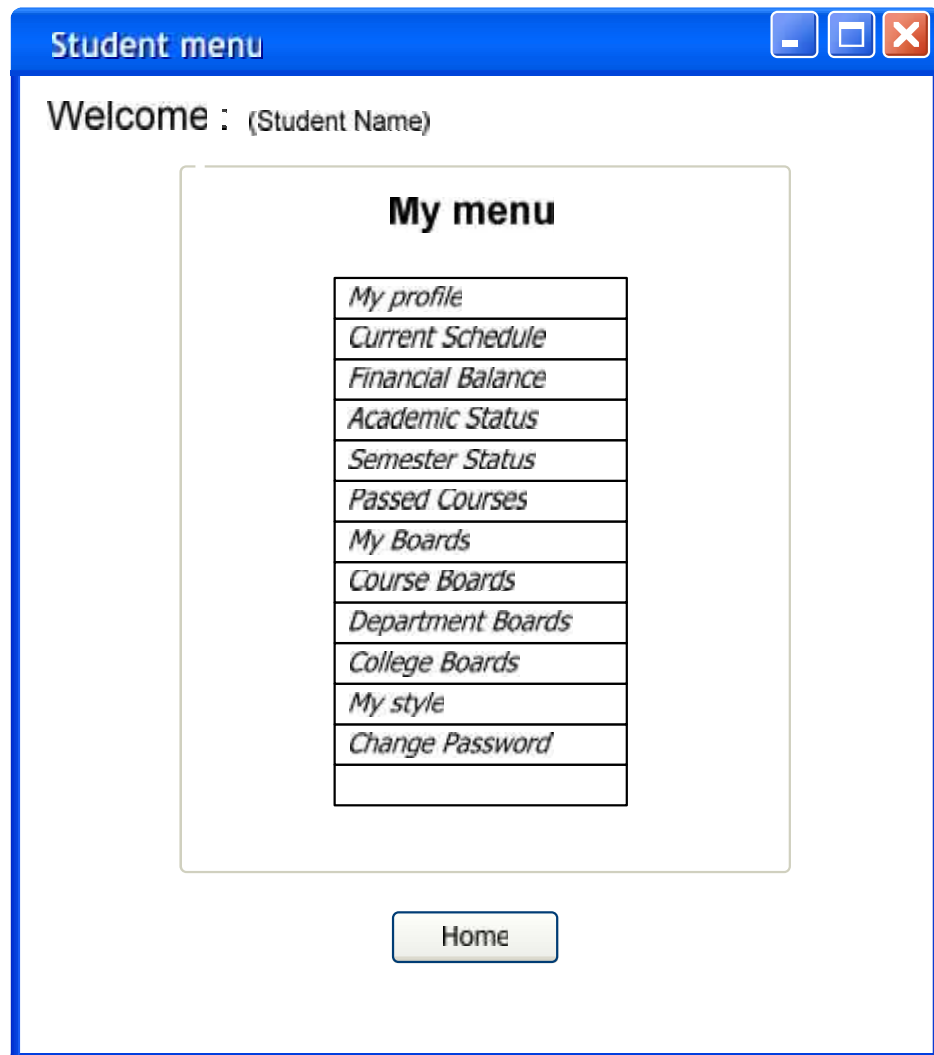 Student menu
Welcome : (Student Name)
My menu
My profile
Current Schedule
Financial Balance
Academic Status
Semester Status
Passed Courses
My Boards
Course Boards
Department Boards
College Boards
My style
Change Password
Home